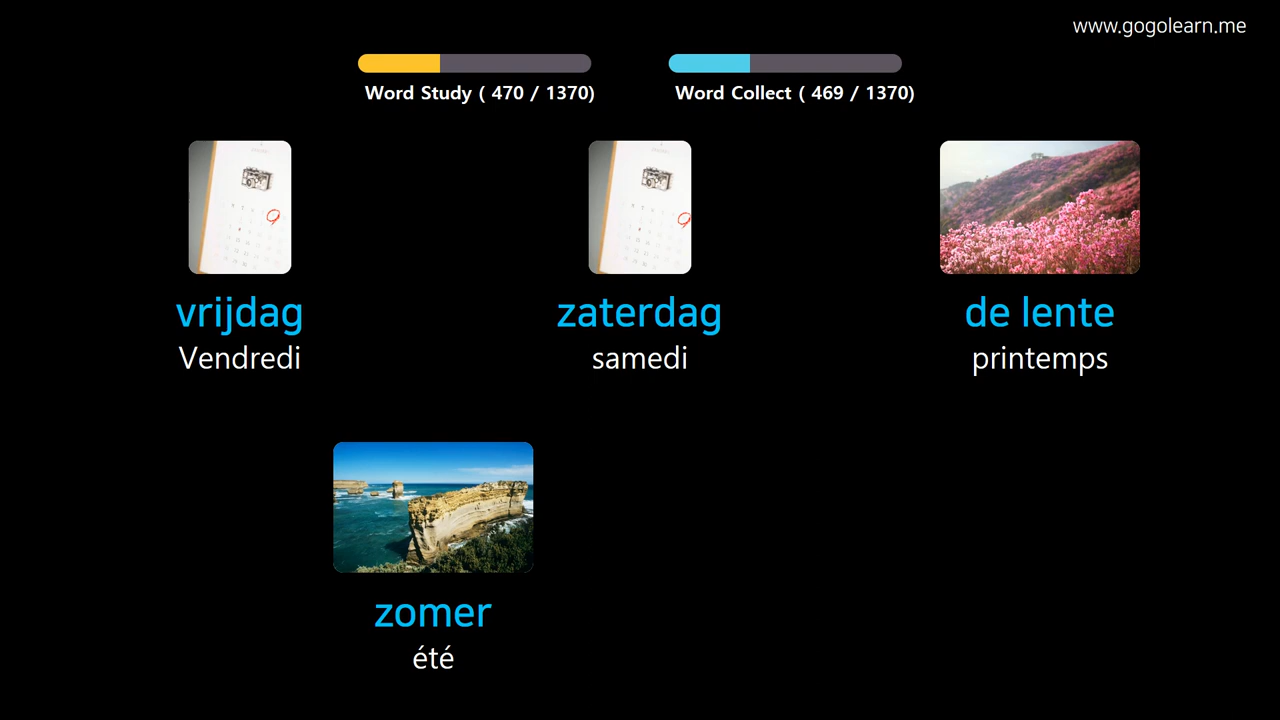 www.gogolearn.me
Word Study ( 470 / 1370)
Word Collect ( 469 / 1370)
vrijdag
Vendredi
zaterdag
samedi
de lente
printemps
zomer
été